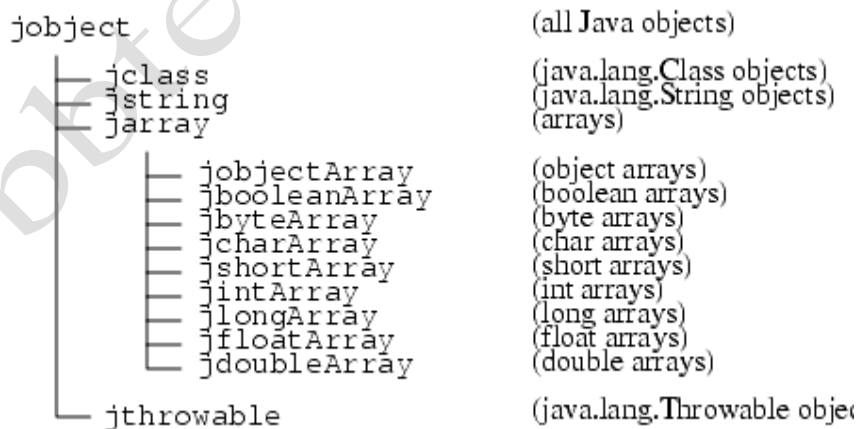 jobject (all Java objects)
jclass (java.lang.Class objects)
jstring (java.lang.String objects)
jarray (arrays)
jobjectArray (object arrays)
jbooleanArray (boolean arrays)
jbyteArray (byte arrays)
jcharArray (char arrays)
jshortArray (short arrays)
jintArray (int arrays)
jlongArray (long arrays)
jfloatArray (float arrays)
jdoubleArray (double arrays)
jthrowable (java.lang.Throwable objec